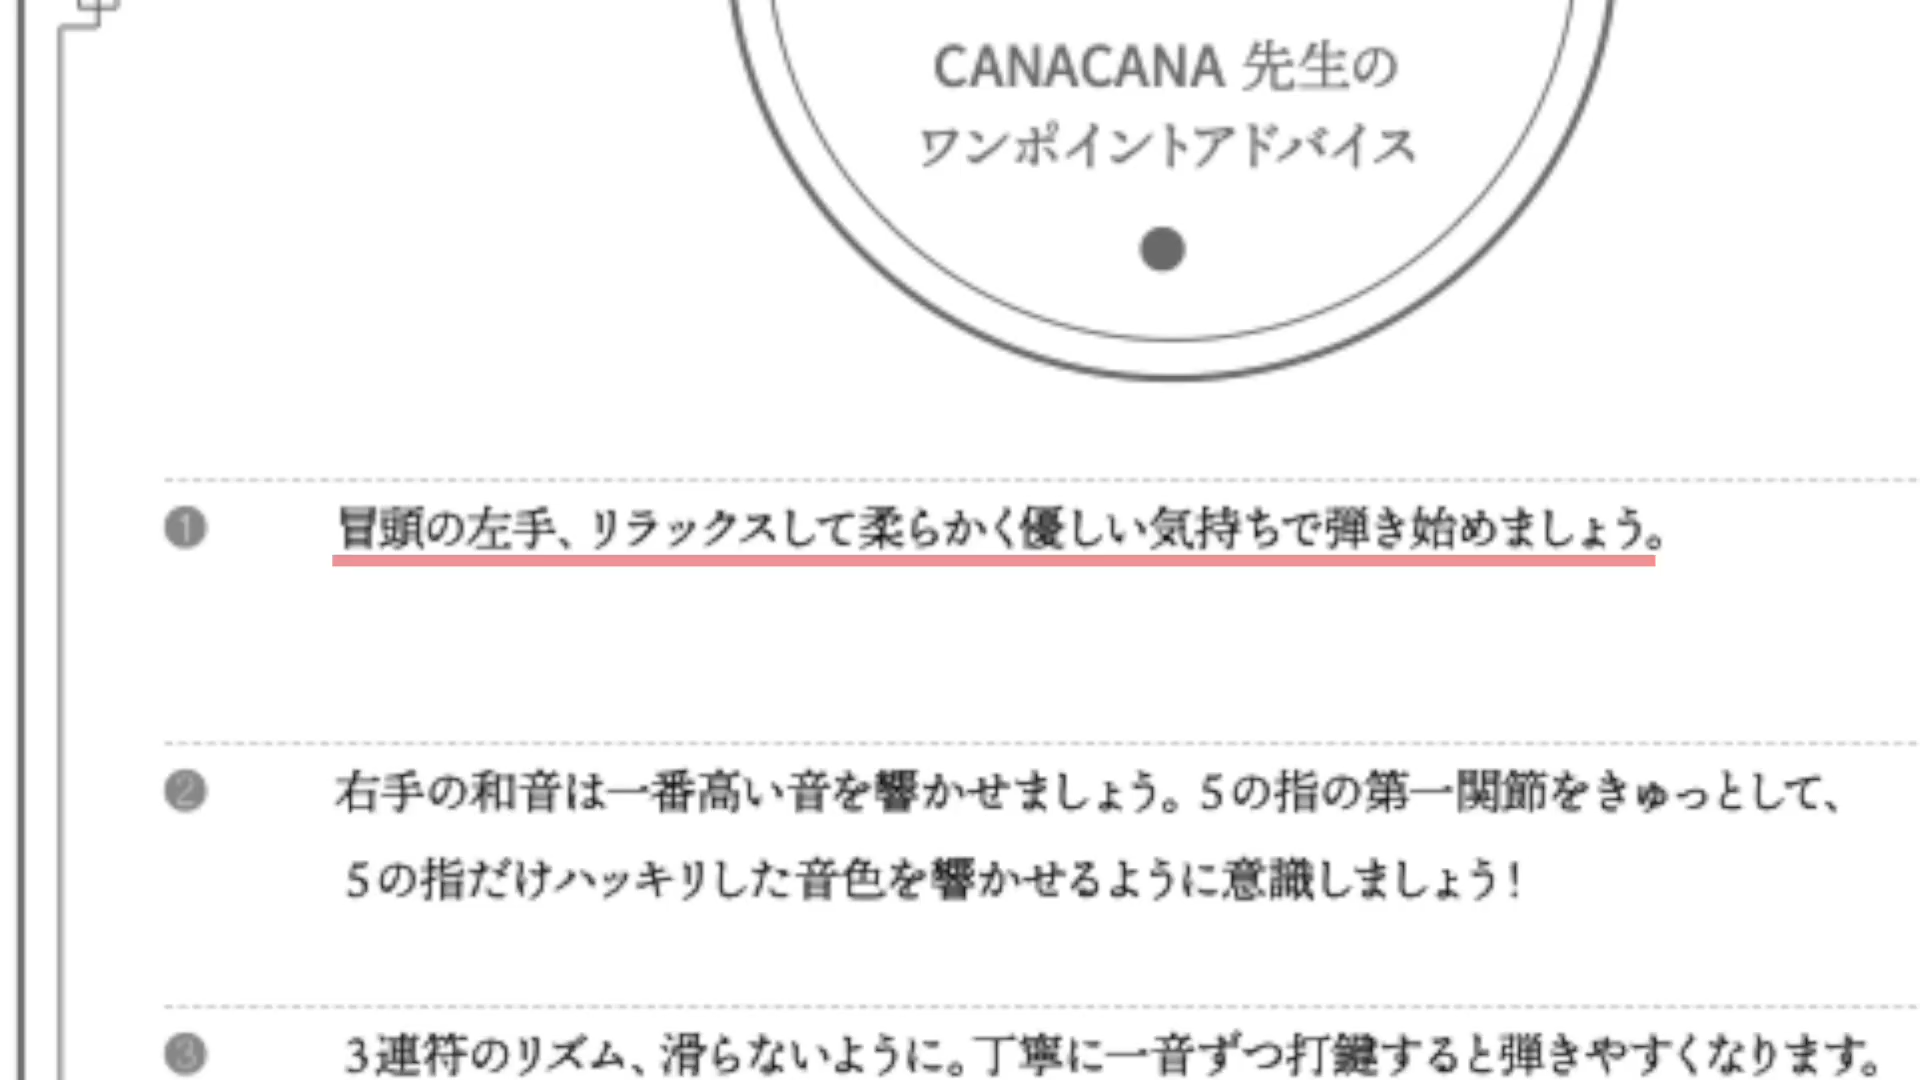 CANACANA 先生の
ワンポイントアドバイス
1 冒頭の左手、リラックスして柔らかく優しい気持ちで弾き始めましょう。
2 右手の和音は一番高い音を響かせましょう。5の指の第一関節をきゅっとして、
5の指だけハッキリした音色を響かせるように意識しましょう!
3 3連符のリズム、滑らないように。丁寧に一音ずつ打鍵すると弾きやすくなります。